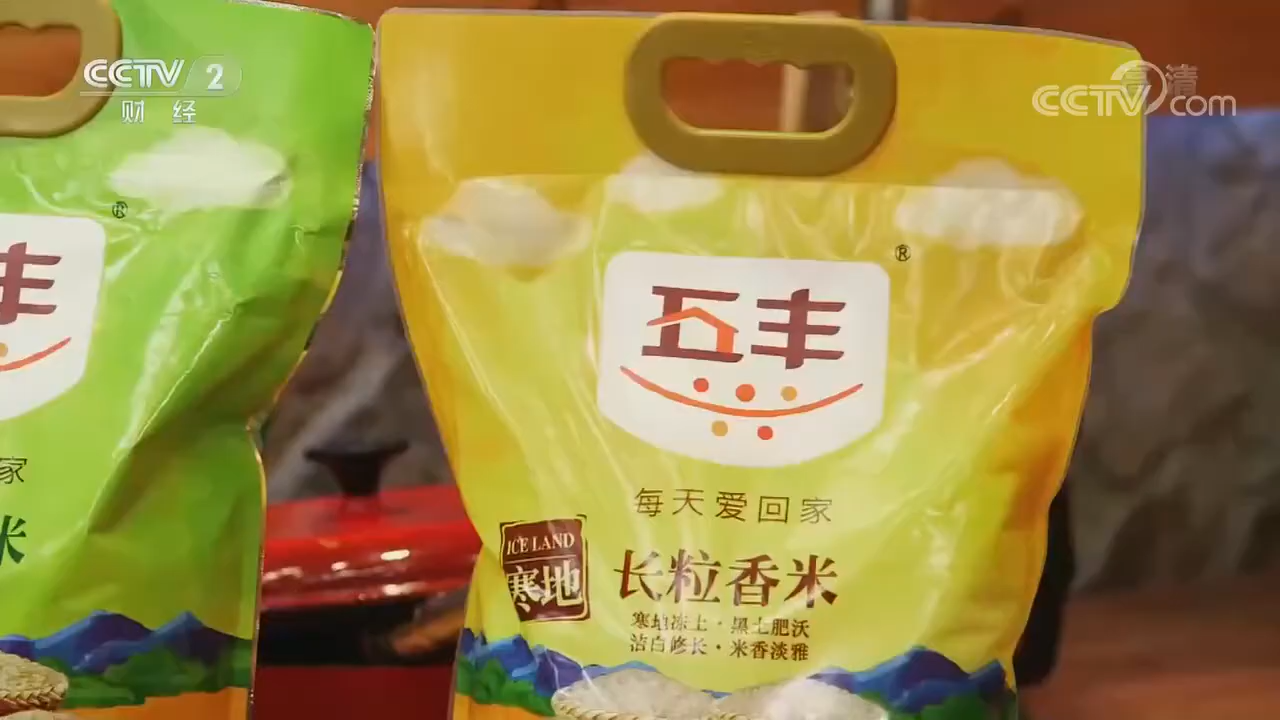 CCTV 2
财经
高清
CCTV.com
®
丰
家
米
®
五丰
每天爱回家
ICE LAND
寒地
长粒香米
寒地冻土·黑土肥沃
洁白修长·米香淡雅